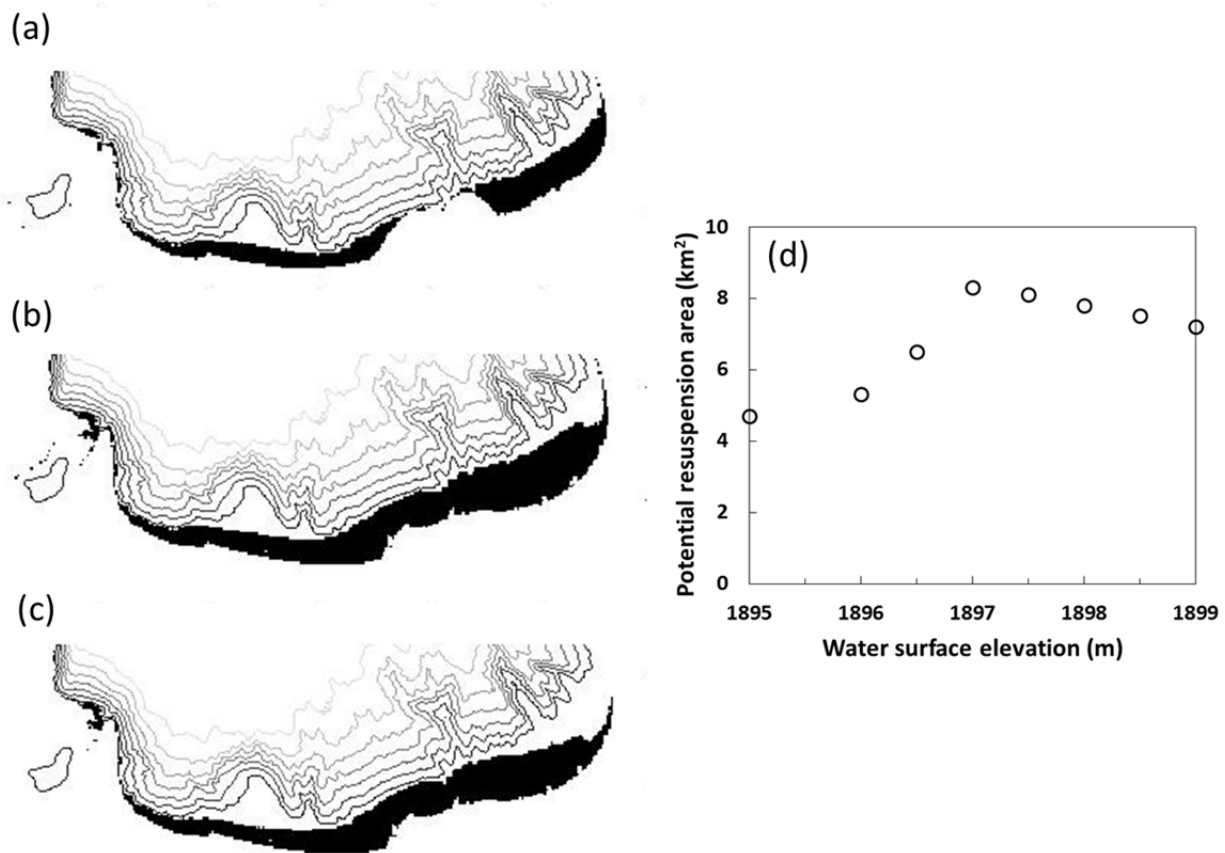 (a)
(b)
(c)
(d)
Potential resuspension area (km²)
10
8
6
4
2
0
1895 1896 1897 1898 1899
Water surface elevation (m)